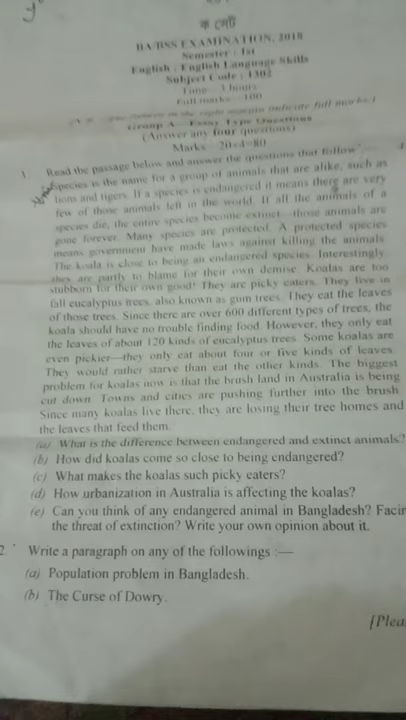 ক সেট
BA/BSS EXAMINATION, 2018
Semester : 1st
English : English Language Skills
Subject Code : 1302
Time—3 hours
Full marks—100
[N.B.—The in the right margin indicate full marks.]
Group A—Essay Type Questions
(Answer any four questions)
Marks—20×4=80
1. Read the passage below and answer the questions that follow :—
Species is the name for a group of animals that are alike, such as
lions and tigers. If a species is endangered it means there are very
few of those animals left in the world. If all the animals of a
species die, the entire species become extinct—those animals are
gone forever. Many species are protected. A protected species
means government have made laws against killing the animals.
The koala is close to being an endangered species. Interestingly
they are partly to blame for their own demise. Koalas are too
stubborn for their own good! They are picky eaters. They live in
tall eucalyptus trees, also known as gum trees. They eat the leaves
of those trees. Since there are over 600 different types of trees, the
koala should have no trouble finding food. However, they only eat
the leaves of about 120 kinds of eucalyptus trees. Some koalas are
even pickier—they only eat about four or five kinds of leaves.
They would rather starve than eat the other kinds. The biggest
problem for koalas now is that the brush land in Australia is being
cut down. Towns and cities are pushing further into the brush.
Since many koalas live there, they are losing their tree homes and
the leaves that feed them.
(a) What is the difference between endangered and extinct animals?
(b) How did koalas come so close to being endangered?
(c) What makes the koalas such picky eaters?
(d) How urbanization in Australia is affecting the koalas?
(e) Can you think of any endangered animal in Bangladesh? Facin
the threat of extinction? Write your own opinion about it.
2. Write a paragraph on any of the followings :—
(a) Population problem in Bangladesh.
(b) The Curse of Dowry.
[Plea